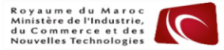 Royaume du Maroc
Ministère de l'Industrie,
du Commerce et des
Nouvelles Technologies